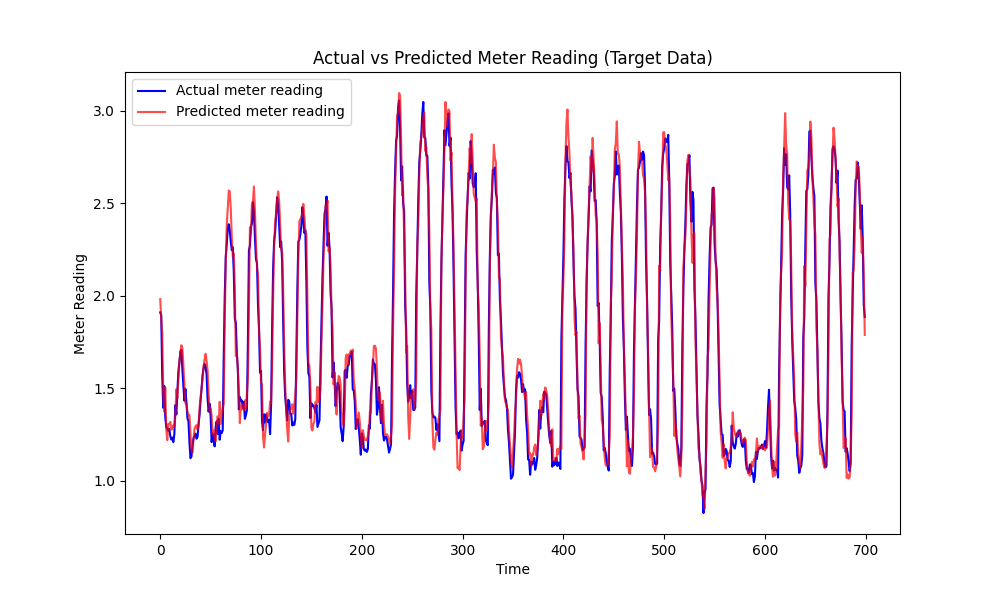 Actual vs Predicted Meter Reading (Target Data)
Actual meter reading
Predicted meter reading
3.0
2.5
2.0
1.5
1.0
Meter Reading
0 100 200 300 400 500 600 700
Time